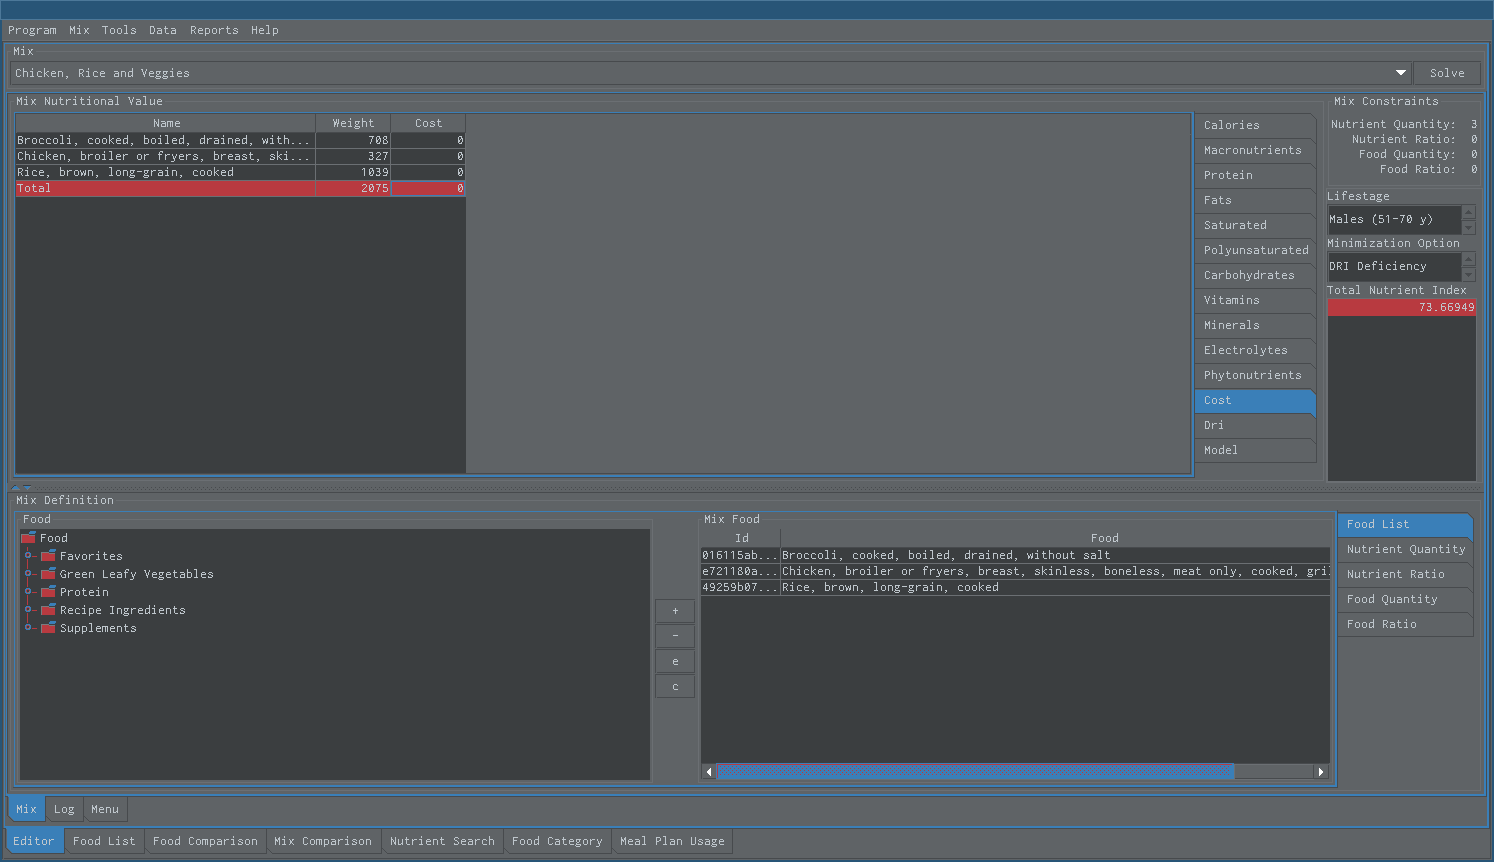 Program Mix Tools Data Reports Help
Mix
Chicken, Rice and Veggies
Solve
Mix Nutritional Value
Name Weight Cost
Broccoli, cooked, boiled, drained, with... 708 0
Chicken, broiler or fryers, breast, ski... 327 0
Rice, brown, long-grain, cooked 1039 0
Total 2075 0
Calories
Macronutrients
Protein
Fats
Saturated
Polyunsaturated
Carbohydrates
Vitamins
Minerals
Electrolytes
Phytonutrients
Cost
Dri
Model
Mix Constraints
Nutrient Quantity: 3
Nutrient Ratio: 0
Food Quantity: 0
Food Ratio: 0
Lifestage
Males (51-70 y)
Minimization Option
DRI Deficiency
Total Nutrient Index
73.66949
Mix Definition
Food
Food
Favorites
Green Leafy Vegetables
Protein
Recipe Ingredients
Supplements
+
-
e
c
Mix Food
Id Food
016115ab... Broccoli, cooked, boiled, drained, without salt
e721180a... Chicken, broiler or fryers, breast, skinless, boneless, meat only, cooked, gril
49259b07... Rice, brown, long-grain, cooked
Food List
Nutrient Quantity
Nutrient Ratio
Food Quantity
Food Ratio
Mix Log Menu
Editor Food List Food Comparison Mix Comparison Nutrient Search Food Category Meal Plan Usage